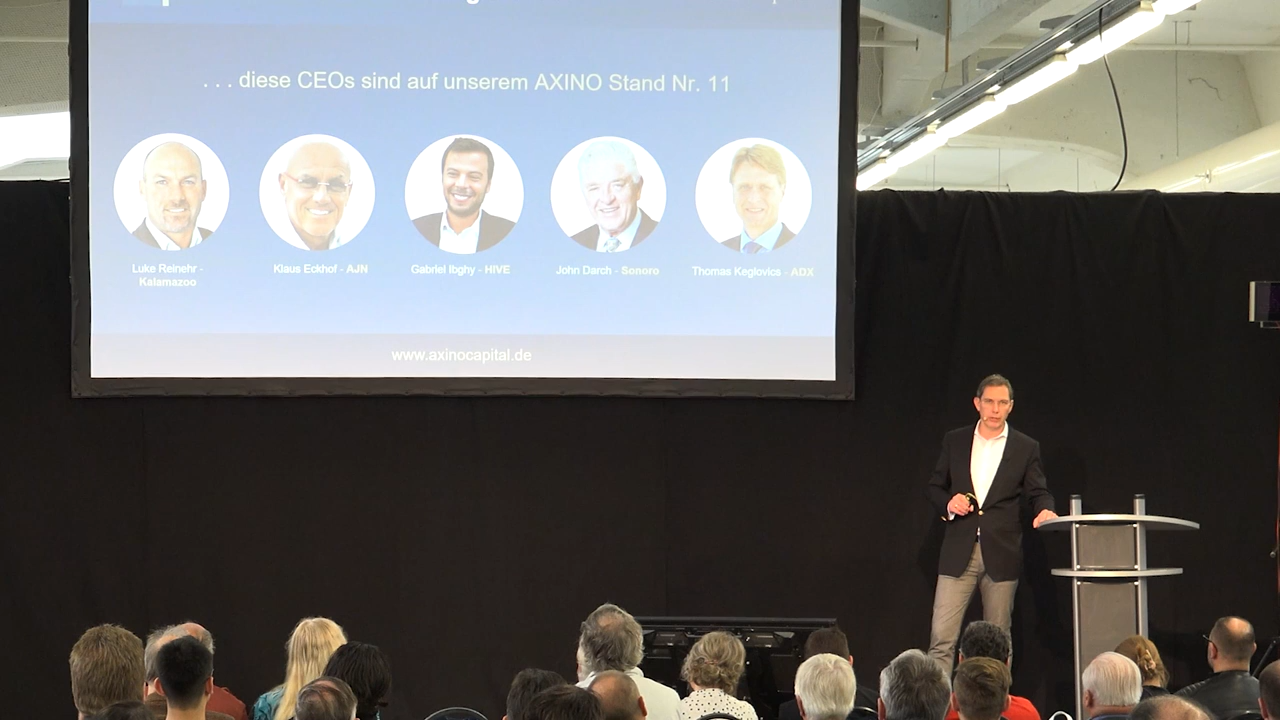 . . . diese CEOs sind auf unserem AXINO Stand Nr. 11
Luke Reinehr -
Kalamazoo
Klaus Eckhof - AJN
Gabriel Ibghy - HIVE
John Darch - Sonoro
Thomas Keglovics - ADX
www.axinocapital.de